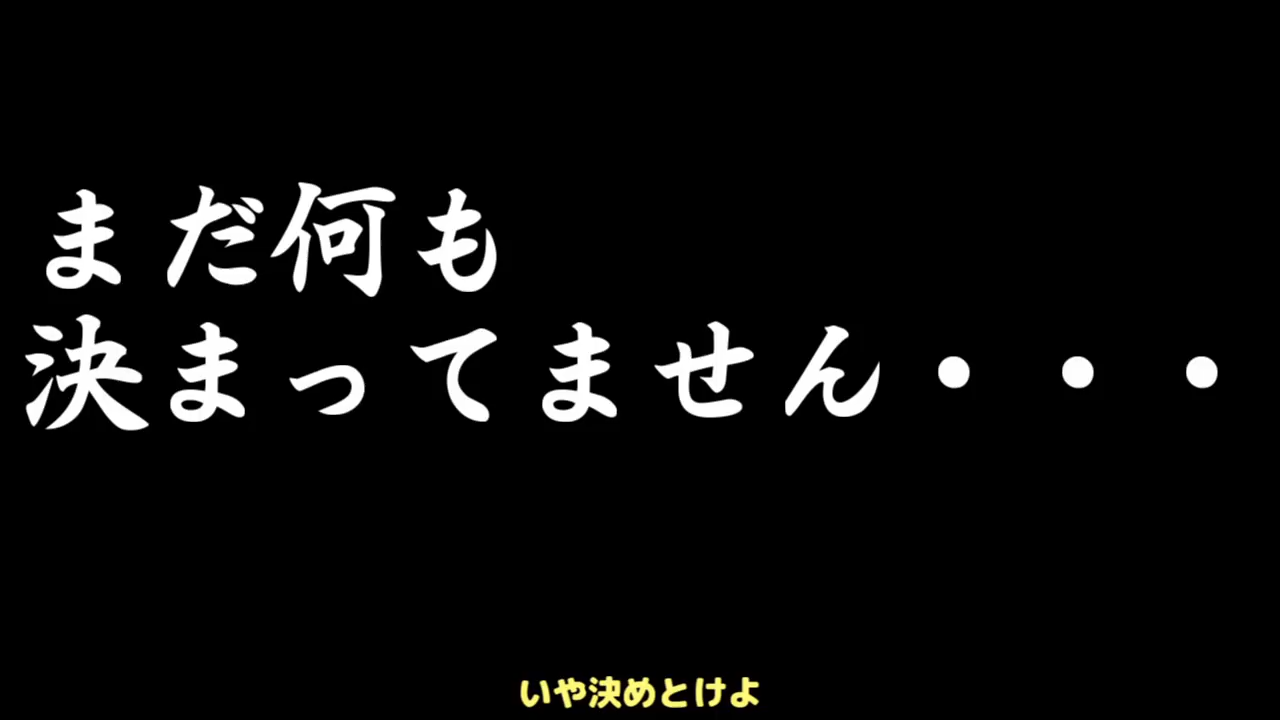 まだ何も
決まってません・・・
いや決めとけよ